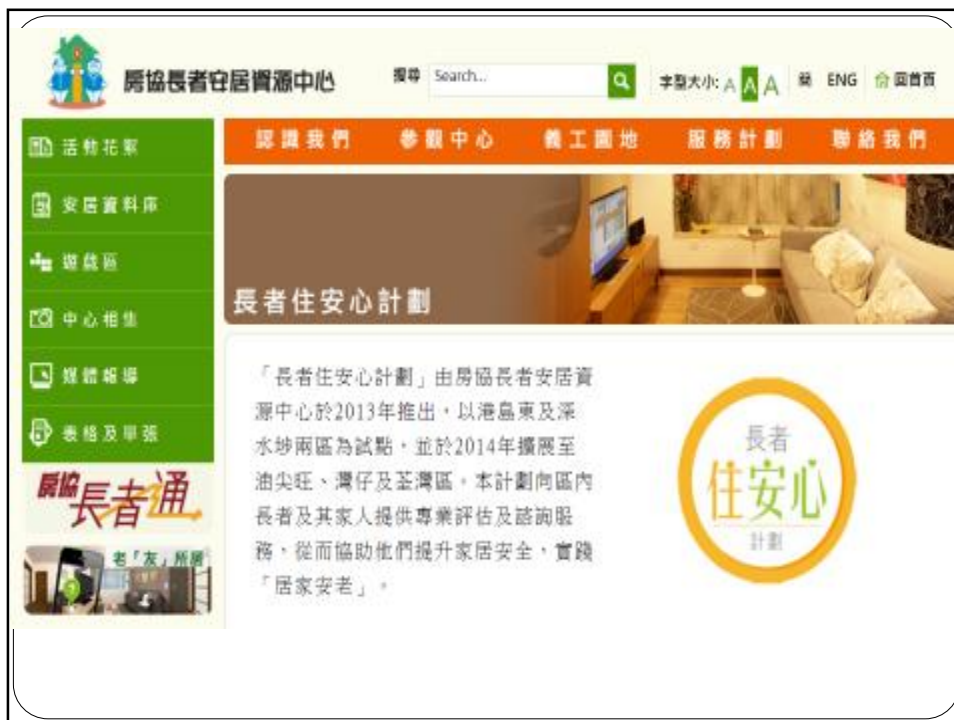 房協長者安居資源中心
搜尋 Search...
字型大小: A A A 簡 ENG 回首頁
認識我們 參觀中心 義工園地 服務計劃 聯絡我們
活動花絮
安居資料庫
遊戲區
中心相集
媒體報導
表格及單張
房協
長者通
老「友」所居
長者住安心計劃
「長者住安心計劃」由房協長者安居資
源中心於2013年推出，以港島東及深
水埗兩區為試點，並於2014年擴展至
油尖旺、灣仔及荃灣區。本計劃向區內
長者及其家人提供專業評估及諮詢服
務，從而協助他們提升家居安全，實踐
「居家安老」。
長者
住安心
計劃